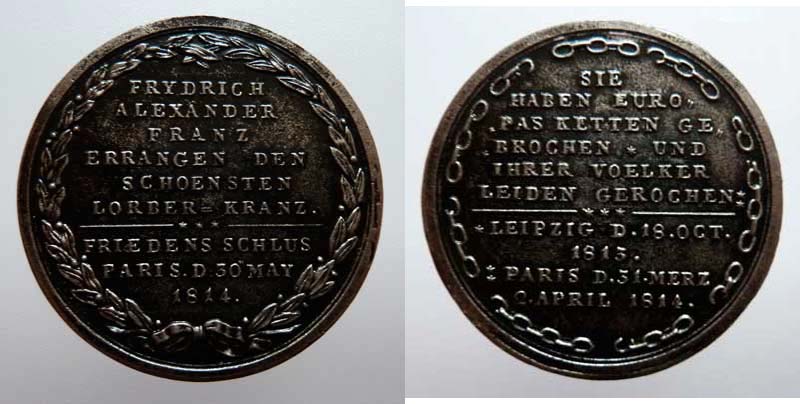 FRYDRICH
ALEXANDER
FRANZ
ERRANGEN DEN
SCHOENSTEN
LORBER=KRANZ.
FRIEDENS SCHLUS
PARIS. D. 30 MAY
1814.
SIE
HABEN EURO„
„PAS KETTEN GE„
„BROCHEN * UND
IHRER VOELKER
LEIDEN GEROCHEN
*LEIPZIG D. 18. OCT.
1813.
PARIS D. 31. MERZ
2. APRIL 1814.